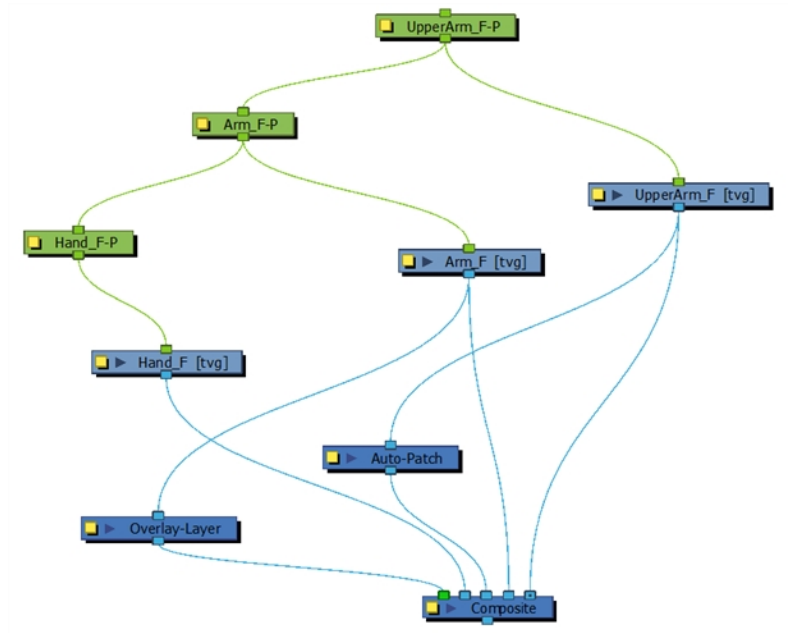 UpperArm_F-P
Arm_F-P
UpperArm_F [tvg]
Hand_F-P
Arm_F [tvg]
Hand_F [tvg]
Auto-Patch
Overlay-Layer
Composite